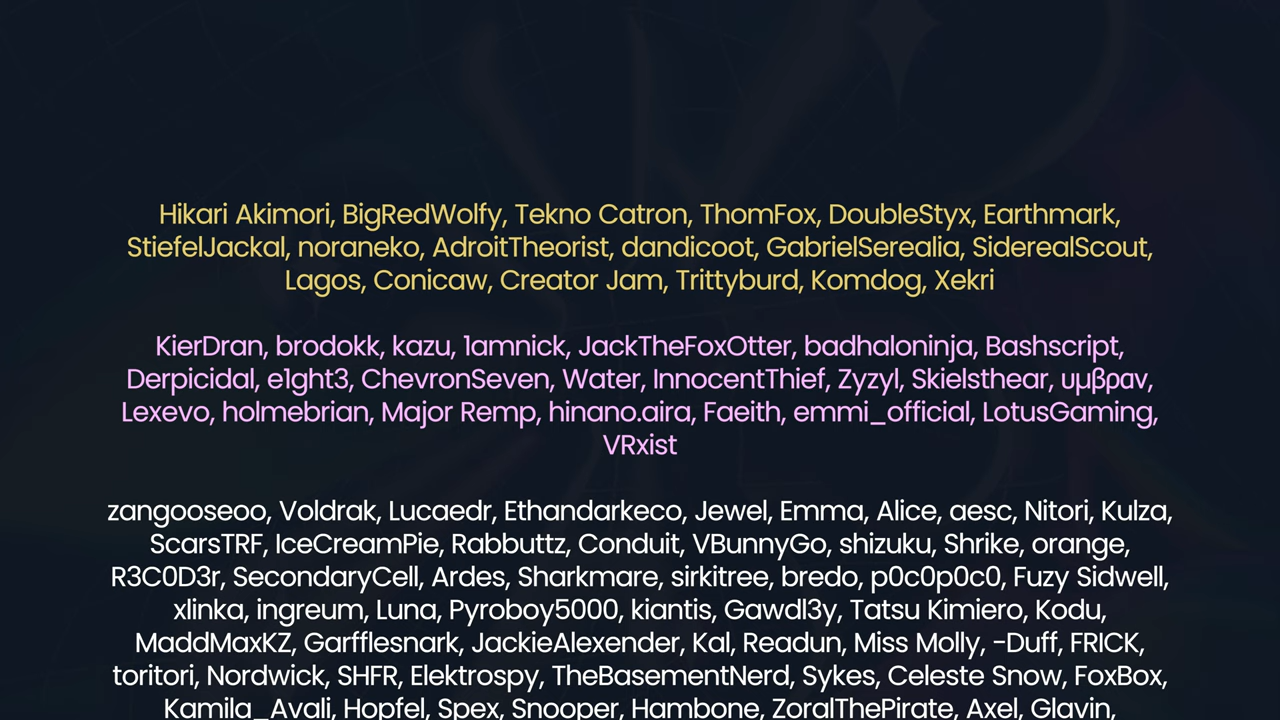 Hikari Akimori, BigRedWolfy, Tekno Catron, ThomFox, DoubleStyx, Earthmark,
StiefelJackal, noraneko, AdroitTheorist, dandicoot, GabrielSerealia, SiderealScout,
Lagos, Conicaw, Creator Jam, Trittyburd, Komdog, Xekri
KierDran, brodokk, kazu, 1amnick, JackTheFoxOtter, badhaloninja, Bashscript,
Derpicidal, e1ght3, ChevronSeven, Water, InnocentThief, Zyzyl, Skielsthear, υμβραν,
Lexevo, holmebrian, Major Remp, hinano.aira, Faeith, emmi_official, LotusGaming,
VRxist
zangooseoo, Voldrak, Lucaedr, Ethandarkeco, Jewel, Emma, Alice, aesc, Nitori, Kulza,
ScarsTRF, IceCreamPie, Rabbuttz, Conduit, VBunnyGo, shizuku, Shrike, orange,
R3C0D3r, SecondaryCell, Ardes, Sharkmare, sirkitree, bredo, p0c0p0c0, Fuzy Sidwell,
xlinka, ingreum, Luna, Pyroboy5000, kiantis, Gawdl3y, Tatsu Kimiero, Kodu,
MaddMaxKZ, Garfflesnark, JackieAlexender, Kal, Readun, Miss Molly, -Duff, FRICK,
toritori, Nordwick, SHFR, Elektrospy, TheBasementNerd, Sykes, Celeste Snow, FoxBox,
Kamila_Avali, Hopfel, Spex, Snooper, Hambone, ZoralThePirate, Axel, Glavin,